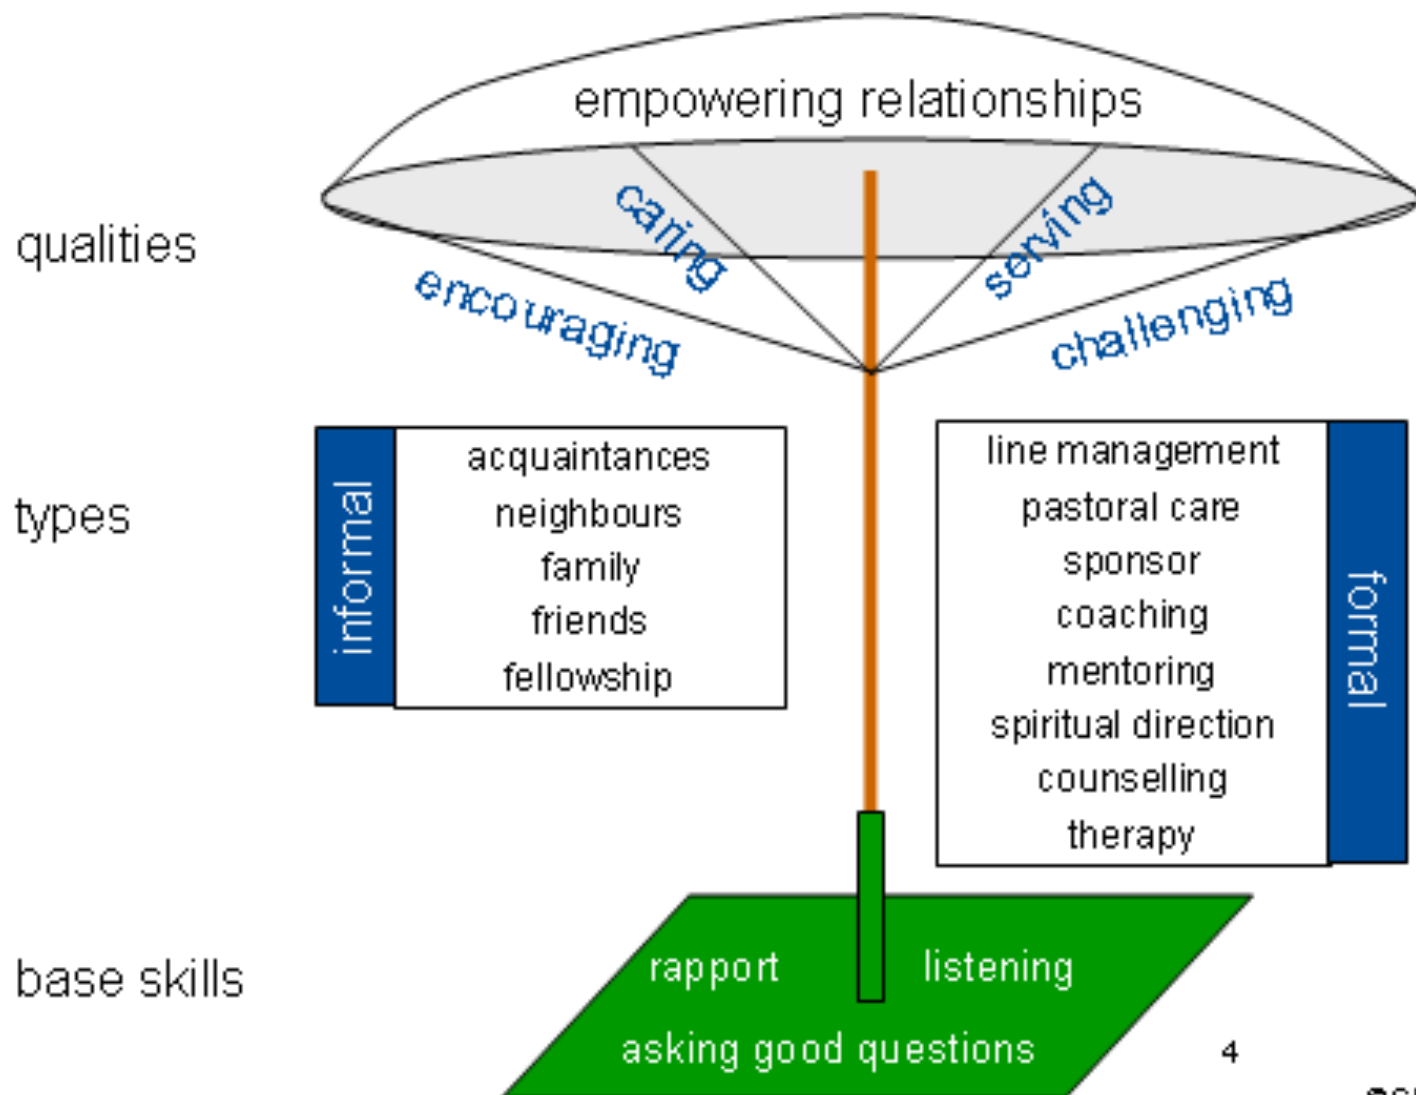 empowering relationships
qualities
caring
serving
encouraging
challenging
types
informal
acquaintances
neighbours
family
friends
fellowship
line management
pastoral care
sponsor
coaching
mentoring
spiritual direction
counselling
therapy
formal
base skills
rapport
listening
asking good questions
4